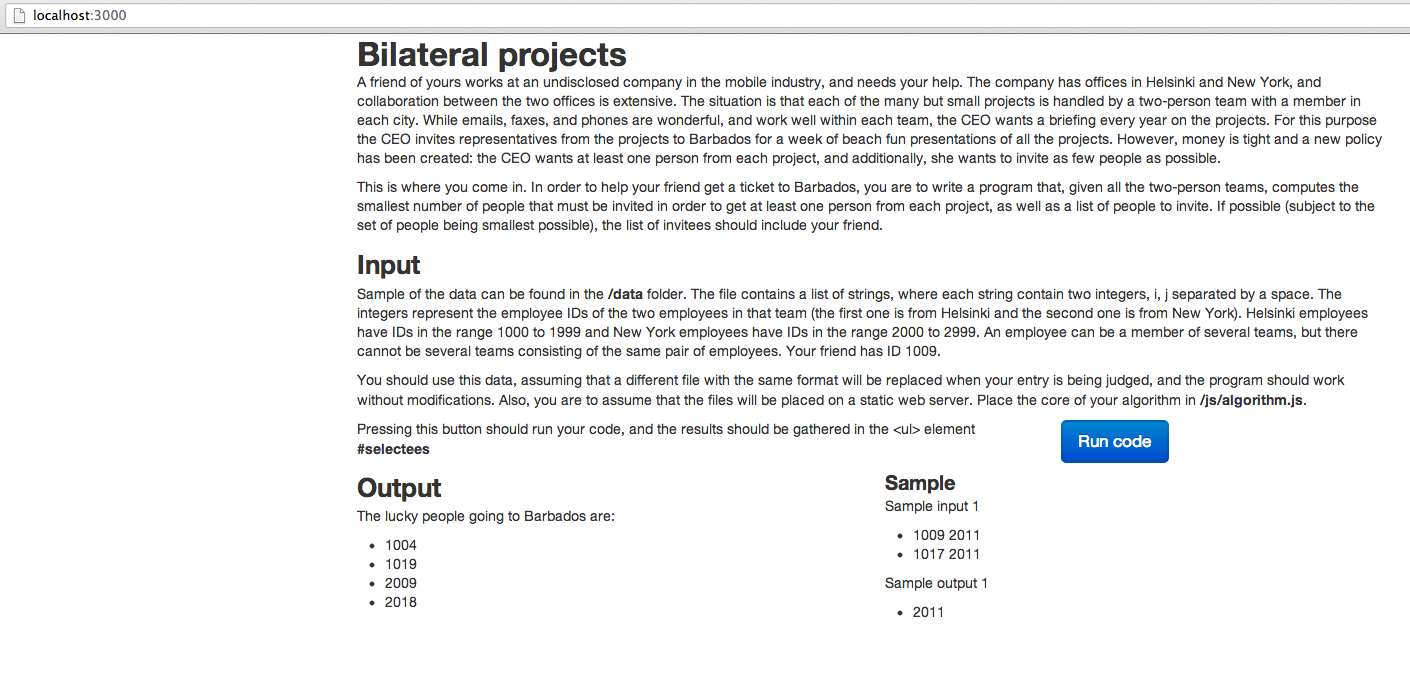 localhost:3000
Bilateral projects
A friend of yours works at an undisclosed company in the mobile industry, and needs your help. The company has offices in Helsinki and New York, and
collaboration between the two offices is extensive. The situation is that each of the many but small projects is handled by a two-person team with a member in
each city. While emails, faxes, and phones are wonderful, and work well within each team, the CEO wants a briefing every year on the projects. For this purpose
the CEO invites representatives from the projects to Barbados for a week of beach fun presentations of all the projects. However, money is tight and a new policy
has been created: the CEO wants at least one person from each project, and additionally, she wants to invite as few people as possible.
This is where you come in. In order to help your friend get a ticket to Barbados, you are to write a program that, given all the two-person teams, computes the
smallest number of people that must be invited in order to get at least one person from each project, as well as a list of people to invite. If possible (subject to the
set of people being smallest possible), the list of invitees should include your friend.
Input
Sample of the data can be found in the /data folder. The file contains a list of strings, where each string contain two integers, i, j separated by a space. The
integers represent the employee IDs of the two employees in that team (the first one is from Helsinki and the second one is from New York). Helsinki employees
have IDs in the range 1000 to 1999 and New York employees have IDs in the range 2000 to 2999. An employee can be a member of several teams, but there
cannot be several teams consisting of the same pair of employees. Your friend has ID 1009.
You should use this data, assuming that a different file with the same format will be replaced when your entry is being judged, and the program should work
without modifications. Also, you are to assume that the files will be placed on a static web server. Place the core of your algorithm in /js/algorithm.js.
Pressing this button should run your code, and the results should be gathered in the <ul> element
#selectees
Run code
Output
The lucky people going to Barbados are:
• 1004
• 1019
• 2009
• 2018
Sample
Sample input 1
• 1009 2011
• 1017 2011
Sample output 1
• 2011